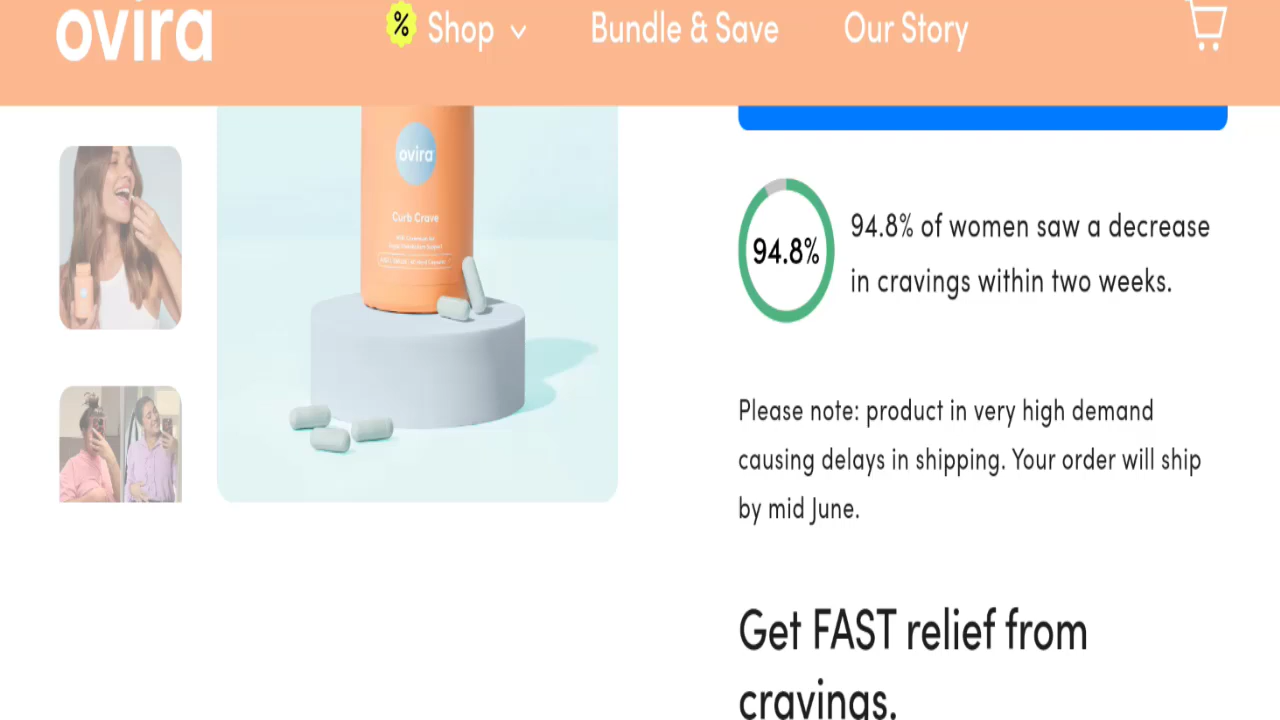 ovira
% Shop
Bundle & Save
Our Story
ovira
Curb Crave
94.8%
94.8% of women saw a decrease
in cravings within two weeks.
Please note: product in very high demand
causing delays in shipping. Your order will ship
by mid June.
Get FAST relief from
cravings.